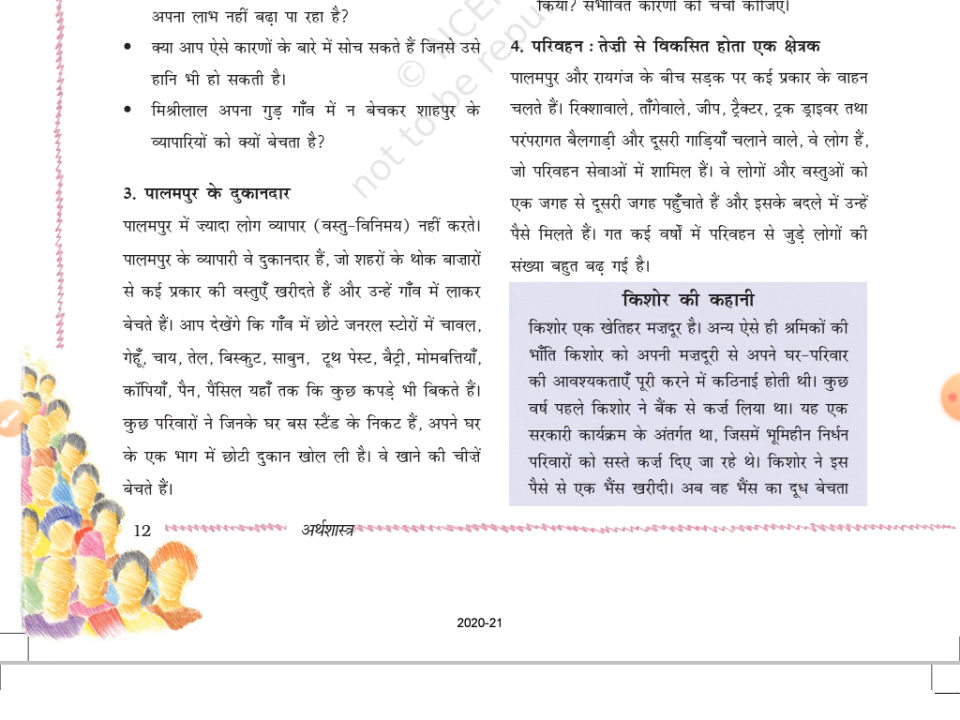 अपना लाभ नहीं बढ़ा पा रहा है?
• क्या आप ऐसे कारणों के बारे में सोच सकते हैं जिनसे उसे
हानि भी हो सकती है।
• मिश्रीलाल अपना गुड़ गाँव में न बेचकर शाहपुर के
व्यापारियों को क्यों बेचता है?
3. पालमपुर के दुकानदार
पालमपुर में ज्यादा लोग व्यापार (वस्तु-विनिमय) नहीं करते।
पालमपुर के व्यापारी वे दुकानदार हैं, जो शहरों के थोक बाज़ारों
से कई प्रकार की वस्तुएँ खरीदते हैं और उन्हें गाँव में लाकर
बेचते हैं। आप देखेंगे कि गाँव में छोटे जनरल स्टोरों में चावल,
गेहूँ, चाय, तेल, बिस्कुट, साबुन, टूथ पेस्ट, बैट्री, मोमबत्तियाँ,
कॉपियाँ, पैन, पैंसिल यहाँ तक कि कुछ कपड़े भी बिकते हैं।
कुछ परिवारों ने जिनके घर बस स्टैंड के निकट हैं, अपने घर
के एक भाग में छोटी दुकान खोल ली है। वे खाने की चीज़ें
बेचते हैं।
किया? संभावित कारणों की चर्चा कीजिए।
4. परिवहन : तेज़ी से विकसित होता एक क्षेत्रक
पालमपुर और रायगंज के बीच सड़क पर कई प्रकार के वाहन
चलते हैं। रिक्शावाले, ताँगेवाले, जीप, ट्रैक्टर, ट्रक ड्राइवर तथा
परंपरागत बैलगाड़ी और दूसरी गाड़ियाँ चलाने वाले, वे लोग हैं,
जो परिवहन सेवाओं में शामिल हैं। वे लोगों और वस्तुओं को
एक जगह से दूसरी जगह पहुँचाते हैं और इसके बदले में उन्हें
पैसे मिलते हैं। गत कई वर्षों में परिवहन से जुड़े लोगों की
संख्या बहुत बढ़ गई है।
किशोर की कहानी
किशोर एक खेतिहर मज़दूर है। अन्य ऐसे ही श्रमिकों की
भाँति किशोर को अपनी मज़दूरी से अपने घर-परिवार
की आवश्यकताएँ पूरी करने में कठिनाई होती थी। कुछ
वर्ष पहले किशोर ने बैंक से कर्ज़ लिया था। यह एक
सरकारी कार्यक्रम के अंतर्गत था, जिसमें भूमिहीन निर्धन
परिवारों को सस्ते कर्ज़ दिए जा रहे थे। किशोर ने इस
पैसे से एक भैंस खरीदी। अब वह भैंस का दूध बेचता
© NCE
not to be repu
12
अर्थशास्त्र
2020-21